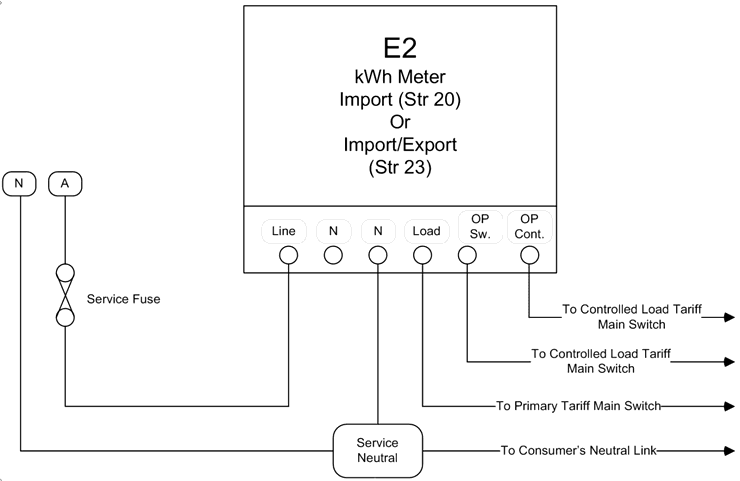 E2
kWh Meter
Import (Str 20)
Or
Import/Export
(Str 23)
N
A
Line
N
N
Load
OP
Sw.
OP
Cont.
Service Fuse
To Controlled Load Tariff
Main Switch
To Controlled Load Tariff
Main Switch
To Primary Tariff Main Switch
Service
Neutral
To Consumer's Neutral Link